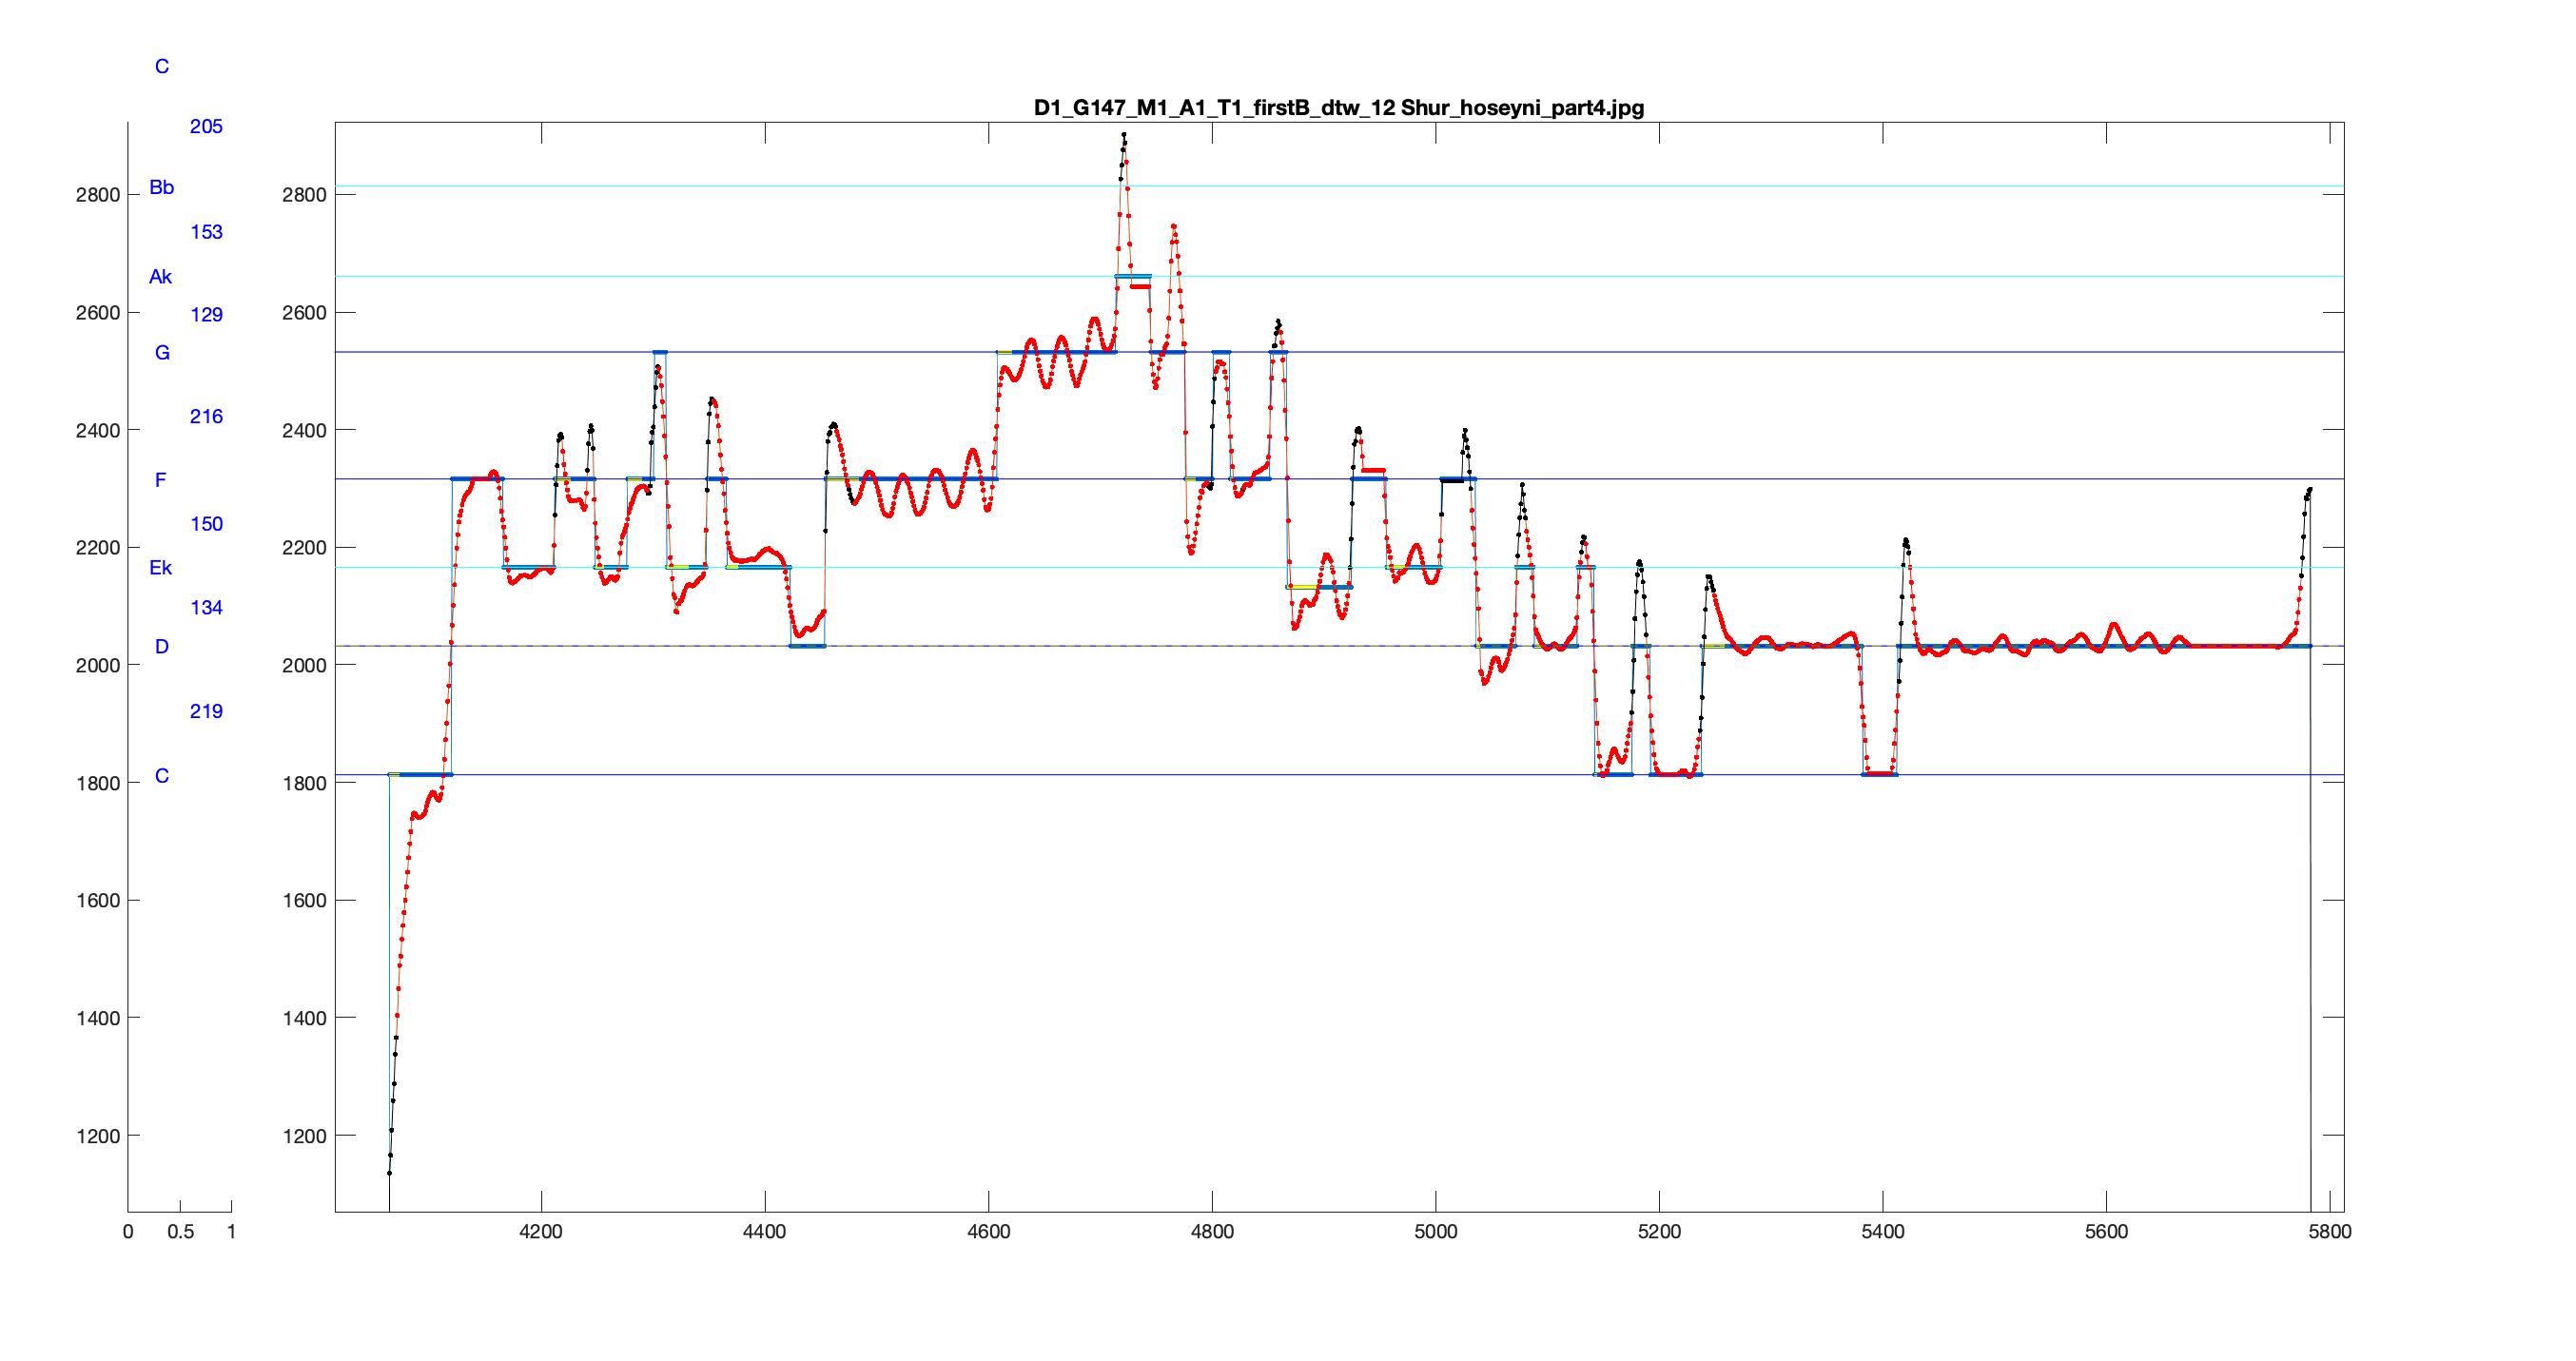 C
D1_G147_M1_A1_T1_firstB_dtw_12 Shur_hoseyni_part4.jpg
205
2800 Bb 2800
153
Ak
2600 129 2600
G
216
2400 2400
F
150
2200 Ek 2200
134
D
2000 2000
219
1800 C 1800
1600 1600
1400 1400
1200 1200
0 0.5 1 4200 4400 4600 4800 5000 5200 5400 5600 5800